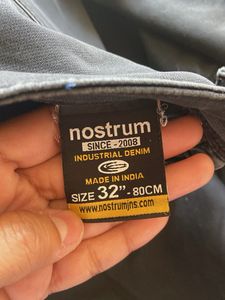 nostrum
SINCE - 2008
INDUSTRIAL DENIM
MADE IN INDIA
SIZE 32"- 80CM
www.nostrumjns.com